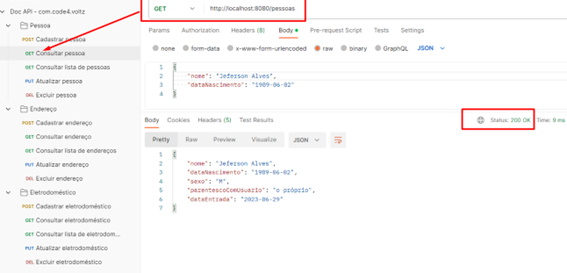 Doc API - com.code4.voltz
Pessoa
POST Cadastrar pessoa
GET Consultar pessoa
GET Consultar lista de pessoas
PUT Atualizar pessoa
DEL Excluir pessoa
Endereço
POST Cadastrar endereço
GET Consultar endereço
GET Consultar lista de endereços
PUT Atualizar endereço
DEL Excluir endereço
Eletrodoméstico
POST Cadastrar eletrodoméstico
GET Consultar eletrodoméstico
GET Consultar lista de eletrodom...
PUT Atualizar eletrodoméstico
DEL Excluir eletrodoméstico
GET http://localhost:8080/pessoas
Params Authorization Headers (8) Body Pre-request Script Tests Settings
none form-data x-www-form-urlencoded raw binary GraphQL JSON
1 {
2 "nome": "Jeferson Alves",
3 "dataNascimento": "1989-06-02"
4 }
Body Cookies Headers (5) Test Results Status: 200 OK Time: 9 ms
Pretty Raw Preview Visualize JSON
1 {
2 "nome": "Jeferson Alves",
3 "dataNascimento": "1989-06-02",
4 "sexo": "M",
5 "parentescoComUsuario": "o próprio",
6 "dataEntrada": "2023-06-29"
7 }